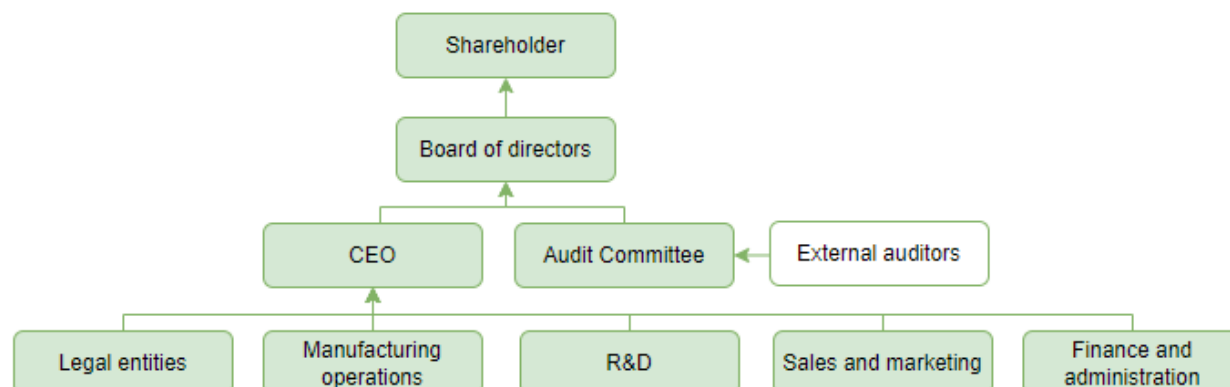 Shareholder
Board of directors
CEO
Audit Committee
External auditors
Legal entities
Manufacturing
operations
R&D
Sales and marketing
Finance and
administration